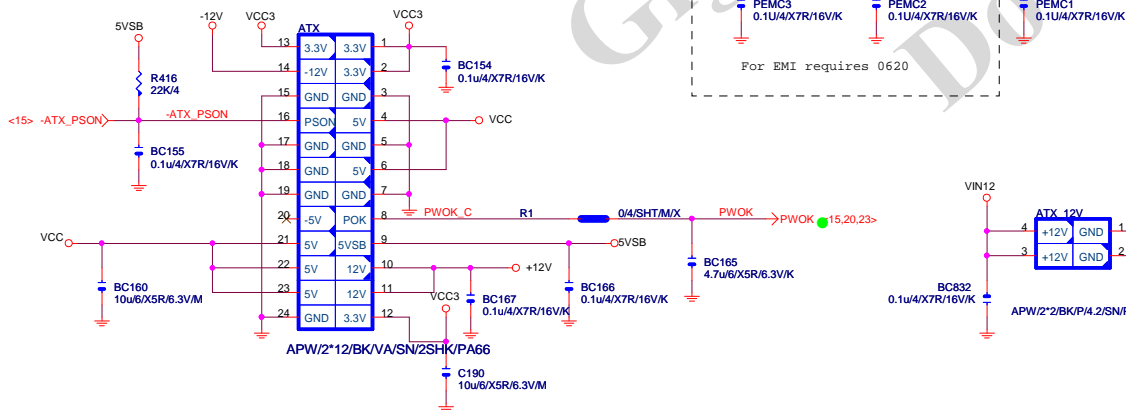 PEMC3
0.1U/4/X7R/16V/K
PEMC2
0.1U/4/X7R/16V/K
PEMC1
0.1U/4/X7R/16V/K
For EMI requires 0620
Do
5VSB
-12V
VCC3
VCC3
ATX
R416
22K/4
BC154
0.1u/4/X7R/16V/K
<15> -ATX_PSON
-ATX_PSON
BC155
0.1u/4/X7R/16V/K
VCC
13 3.3V 3.3V 1
14 -12V 3.3V 2
15 GND GND 3
16 PSON 5V 4
17 GND GND 5
18 GND 5V 6
19 GND GND 7
20 -5V POK 8
21 5V 5VSB 9
22 5V 12V 10
23 5V 12V 11
24 GND 3.3V 12
PWOK_C
R1
0/4/SHT/M/X
PWOK
PWOK <15,20,23>
VCC
BC160
10u/6/X5R/6.3V/M
5VSB
+12V
VCC3
BC167
0.1u/4/X7R/16V/K
BC166
0.1u/4/X7R/16V/K
BC165
4.7u/6/X5R/6.3V/K
APW/2*12/BK/VA/SN/2SHK/PA66
C190
10u/6/X5R/6.3V/M
VIN12
ATX_12V
4 +12V GND 1
3 +12V GND 2
BC832
0.1u/4/X7R/16V/K
APW/2*2/BK/P/4.2/SN/